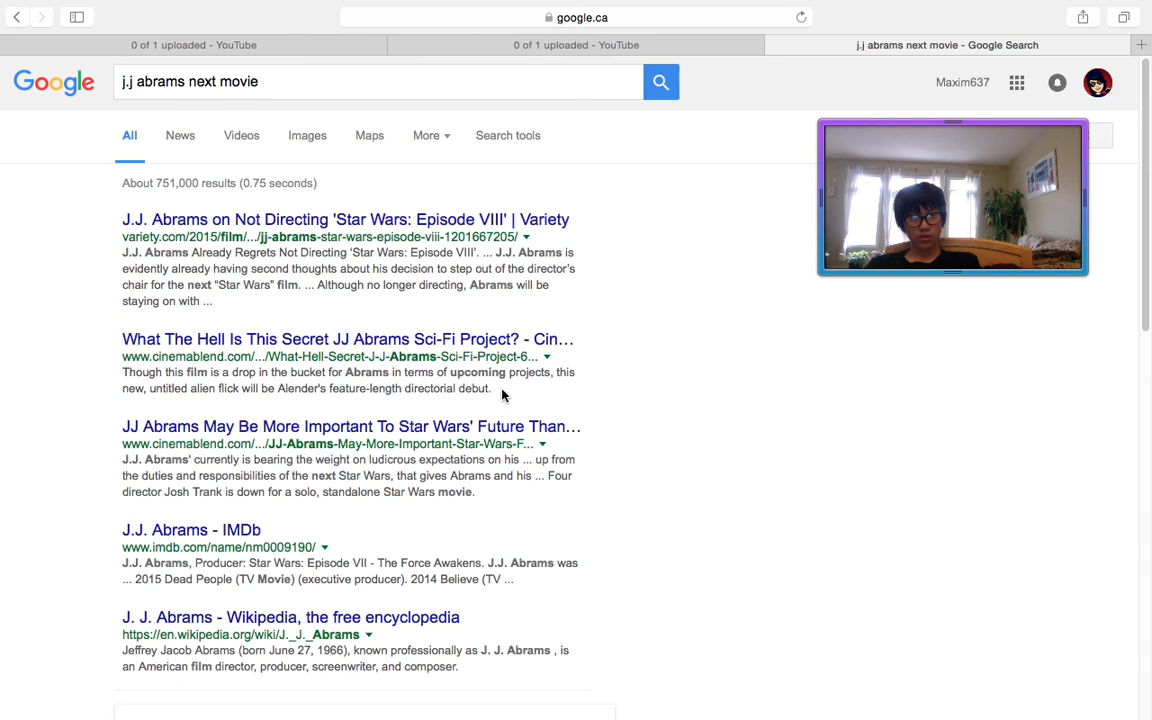 google.ca
0 of 1 uploaded - YouTube
0 of 1 uploaded - YouTube
j.j abrams next movie - Google Search
Google
j.j abrams next movie
Maxim637
All News Videos Images Maps More Search tools
About 751,000 results (0.75 seconds)
J.J. Abrams on Not Directing 'Star Wars: Episode VIII' | Variety
variety.com/2015/film/.../jj-abrams-star-wars-episode-viii-1201667205/
J.J. Abrams Already Regrets Not Directing 'Star Wars: Episode VIII'. ... J.J. Abrams is
evidently already having second thoughts about his decision to step out of the director's
chair for the next “Star Wars” film. ... Although no longer directing, Abrams will be
staying on with ...
What The Hell Is This Secret JJ Abrams Sci-Fi Project? - Cin...
www.cinemablend.com/.../What-Hell-Secret-J-J-Abrams-Sci-Fi-Project-6...
Though this film is a drop in the bucket for Abrams in terms of upcoming projects, this
new, untitled alien flick will be Alender's feature-length directorial debut.
JJ Abrams May Be More Important To Star Wars' Future Than...
www.cinemablend.com/.../JJ-Abrams-May-More-Important-Star-Wars-F...
J.J. Abrams' currently is bearing the weight on ludicrous expectations on his ... up from
the duties and responsibilities of the next Star Wars, that gives Abrams and his ... Four
director Josh Trank is down for a solo, standalone Star Wars movie.
J.J. Abrams - IMDb
www.imdb.com/name/nm0009190/
J.J. Abrams, Producer: Star Wars: Episode VII - The Force Awakens. J.J. Abrams was
... 2015 Dead People (TV Movie) (executive producer). 2014 Believe (TV ...
J. J. Abrams - Wikipedia, the free encyclopedia
https://en.wikipedia.org/wiki/J._J._Abrams
Jeffrey Jacob Abrams (born June 27, 1966), known professionally as J. J. Abrams , is
an American film director, producer, screenwriter, and composer.